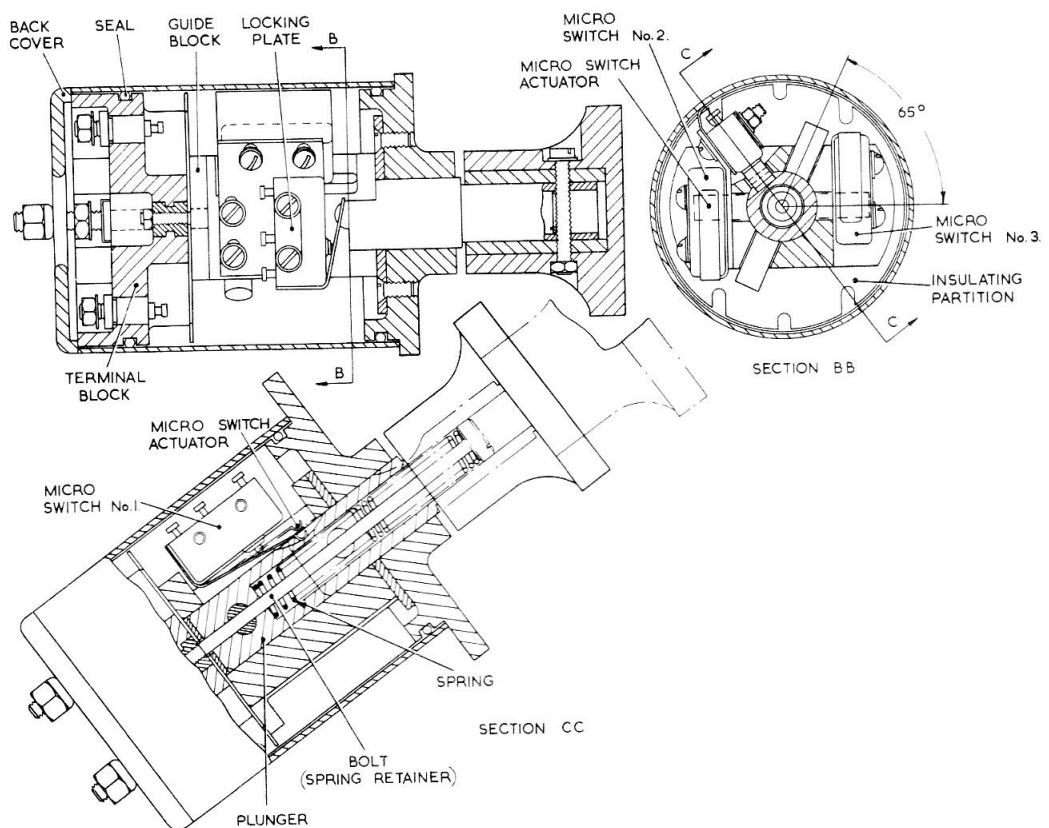 BACK
COVER
SEAL
GUIDE
BLOCK
LOCKING
PLATE
B
B
TERMINAL
BLOCK
MICRO
SWITCH No.2.
MICRO SWITCH
ACTUATOR
C
65°
MICRO
SWITCH No.3.
INSULATING
PARTITION
C
SECTION BB
MICRO SWITCH
ACTUATOR
MICRO
SWITCH No.1.
SPRING
SECTION CC
BOLT
(SPRING RETAINER)
PLUNGER